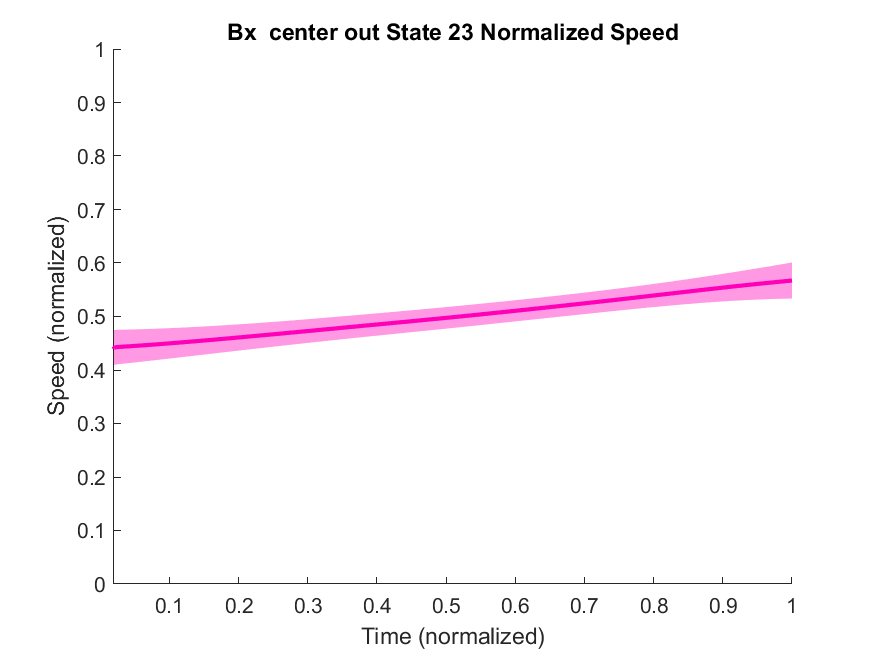 Bx  center out State 23 Normalized Speed
1
0.9
0.8
0.7
0.6
0.5
0.4
0.3
0.2
0.1
0
Speed (normalized)
0.1 0.2 0.3 0.4 0.5 0.6 0.7 0.8 0.9 1
Time (normalized)